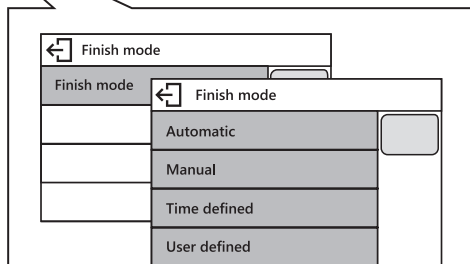 Finish mode
Finish mode
Finish mode
Automatic
Manual
Time defined
User defined